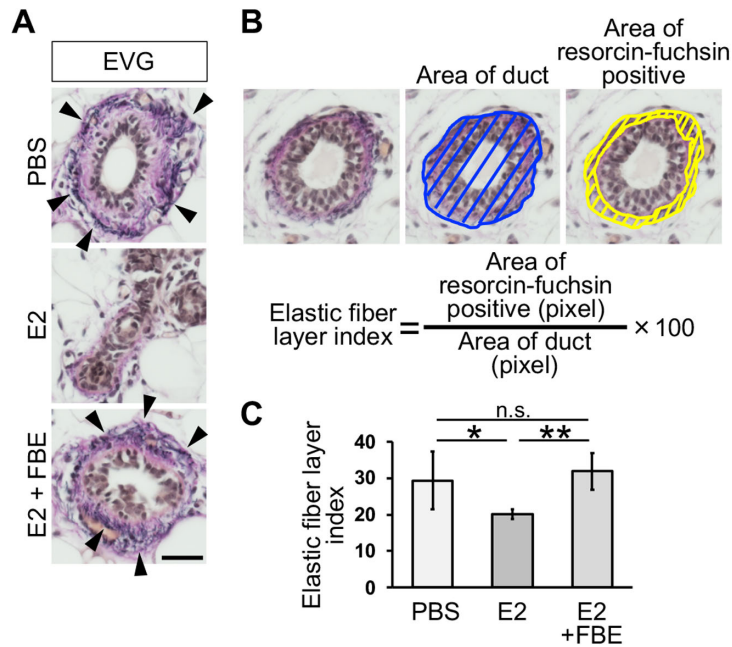 A
EVG
PBS
E2
E2 + FBE
B
Area of duct
Area of
resorcin-fuchsin
positive
Elastic fiber
layer index
=
Area of
resorcin-fuchsin
positive (pixel)
Area of duct
(pixel)
× 100
C
n.s.
*
**
Elastic fiber layer
index
40
30
20
10
0
PBS
E2
E2
+FBE